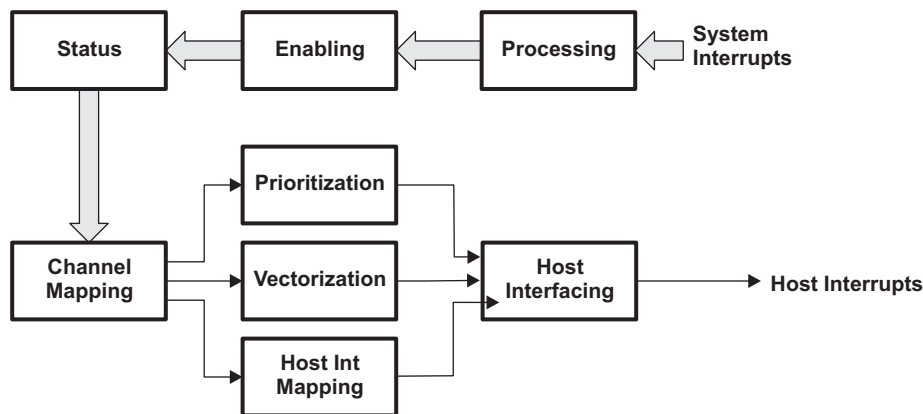 Status
Enabling
Processing
System
Interrupts
Prioritization
Channel
Mapping
Vectorization
Host
Interfacing
Host Interrupts
Host Int
Mapping